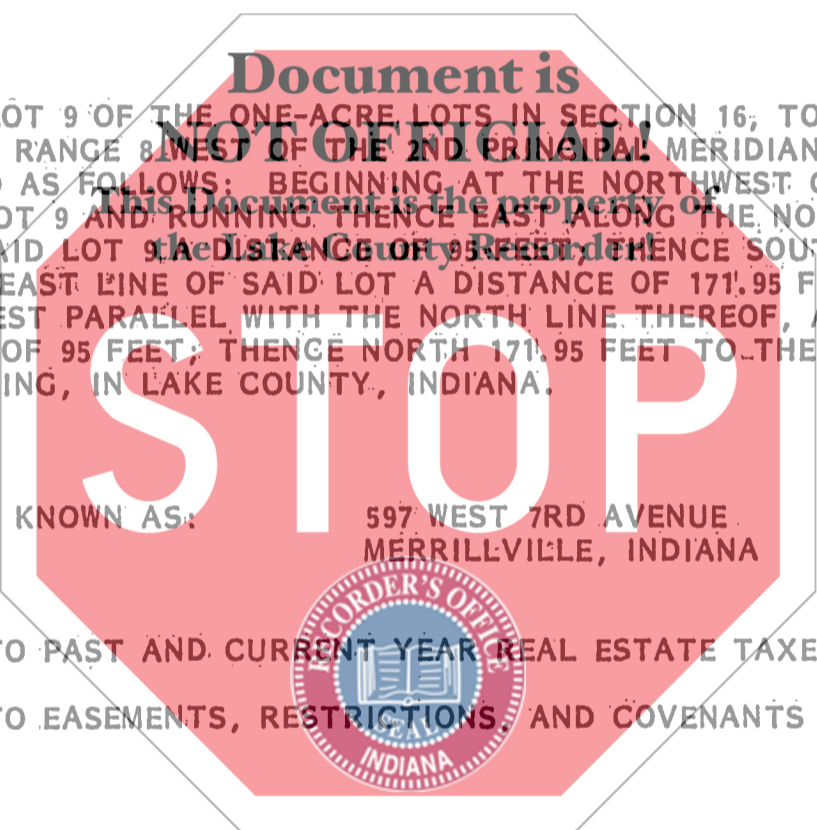 Document is
OT 9 OF THE ONE-ACRE LOTS IN SECTION 16, TO
NOT OFFICIAL!
RANGE 8 WEST OF THE 2ND PRINCIPAL MERIDIAN
AS FOLLOWS: BEGINNING AT THE NORTHWEST
This Document is the property of
OT 9 AND RUNNING THENCE EAST ALONG THE NO
the Lake County Recorder!
AID LOT 9 A DISTANCE OF 95 FEET; THENCE SOU
EAST LINE OF SAID LOT A DISTANCE OF 171.95 F
EST PARALLEL WITH THE NORTH LINE THEREOF,
OF 95 FEET; THENCE NORTH 171.95 FEET TO THE
ING, IN LAKE COUNTY, INDIANA.
STOP
KNOWN AS: 597 WEST 7RD AVENUE
MERRILLVILLE, INDIANA
RECORDER'S OFFICE
TO PAST AND CURRENT YEAR REAL ESTATE TAXE
TO EASEMENTS, RESTRICTIONS, AND COVENANTS
SEAL
INDIANA